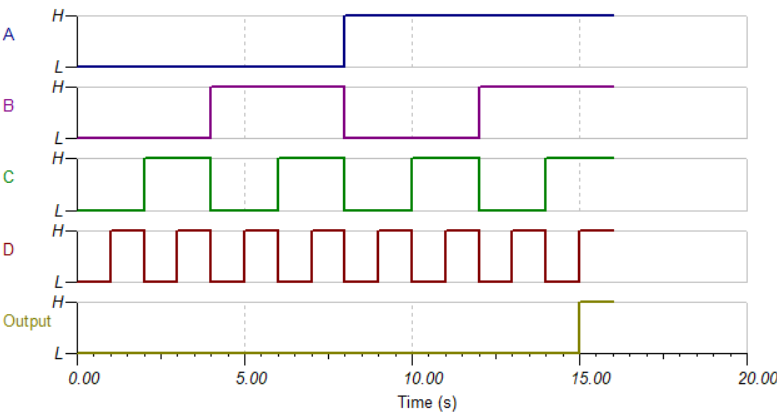 H
A
L
H
B
L
H
C
L
H
D
L
H
Output
L
0.00 5.00 10.00 15.00 20.00
Time (s)